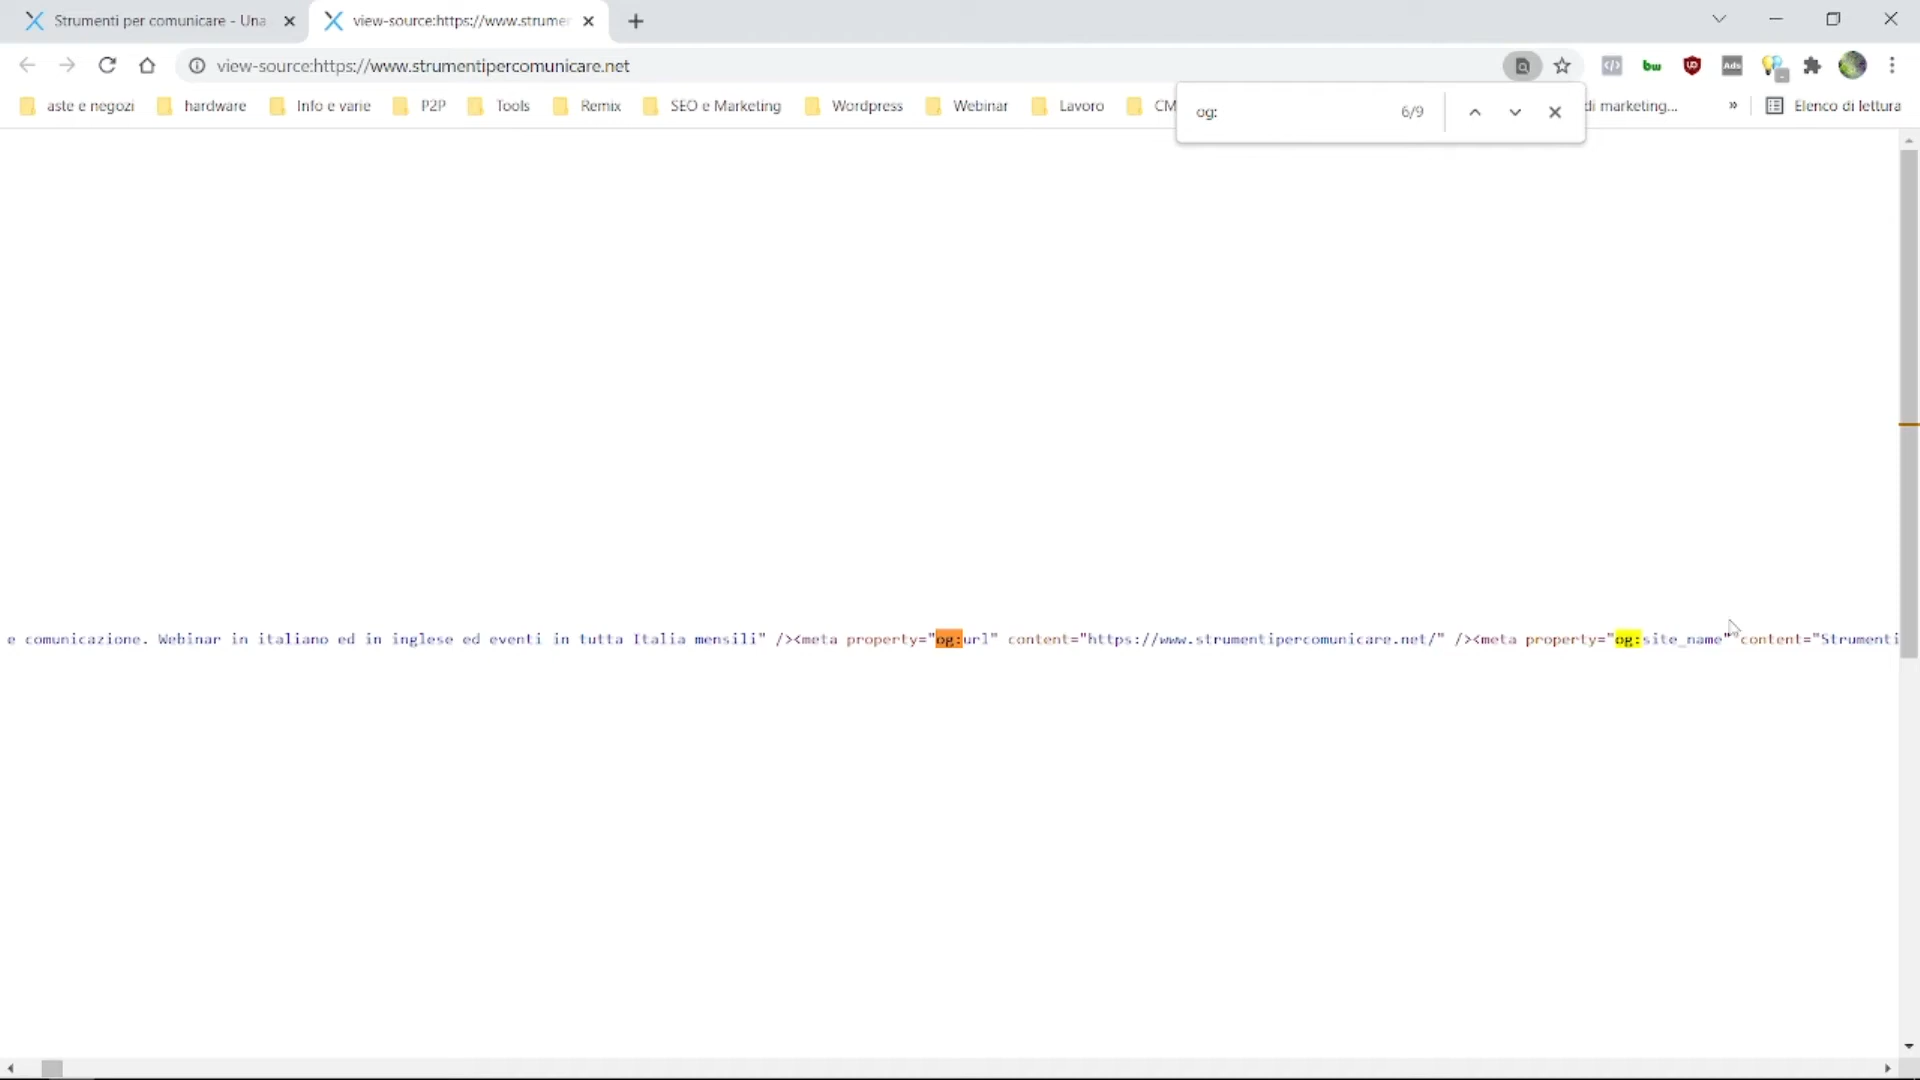 Strumenti per comunicare - Una
view-source:https://www.strume
view-source:https://www.strumentipercomunicare.net
bw
Ads
aste e negozi
hardware
Info e varie
P2P
Tools
Remix
SEO e Marketing
Wordpress
Webinar
Lavoro
CM
di marketing...
»
Elenco di lettura
og:
6/9
e comunicazione. Webinar in italiano ed in inglese ed eventi in tutta Italia mensili" /><meta property="og:url" content="https://www.strumentipercomunicare.net/" /><meta property="og:site_name" content="Strumenti